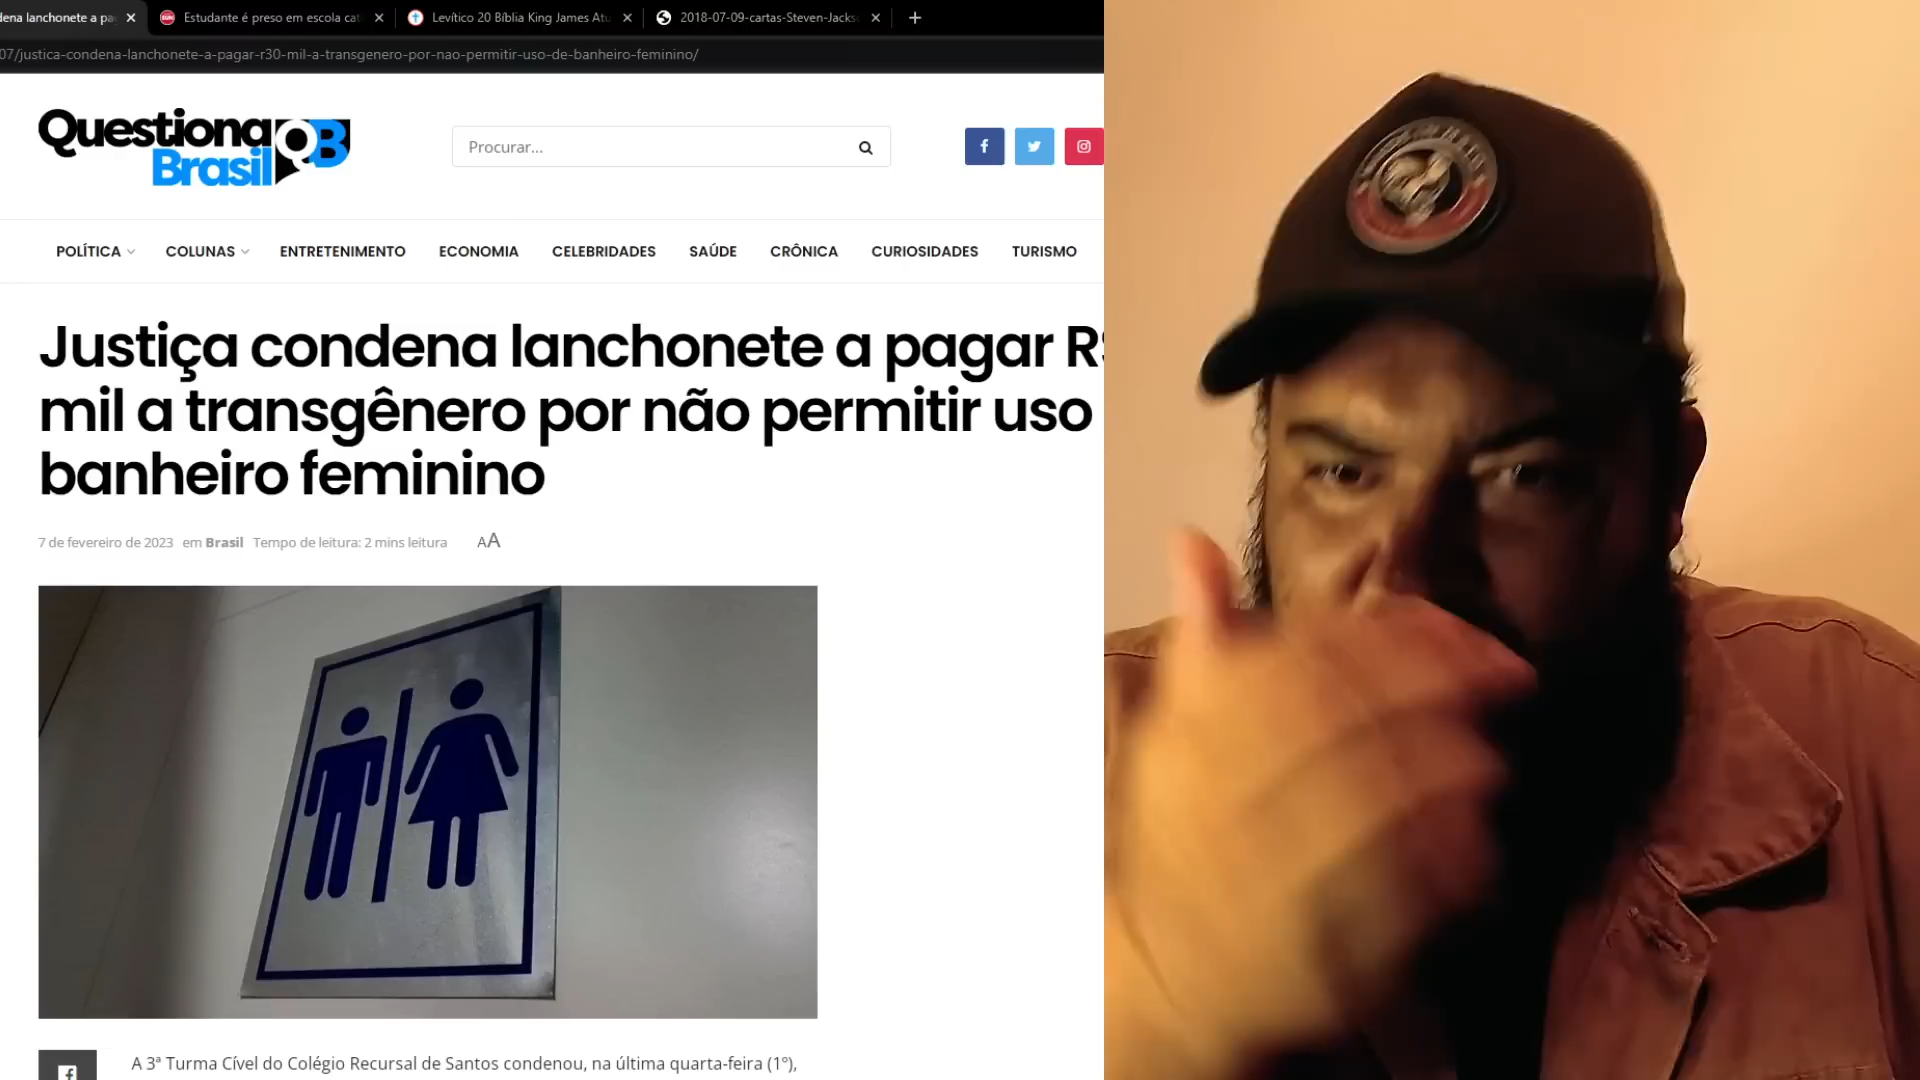 dena lanchonete a pa
Estudante é preso em escola cat
Levítico 20 Bíblia King James Atu
2018-07-09-cartas-Steven-Jacks
07/justica-condena-lanchonete-a-pagar-r30-mil-a-transgenero-por-nao-permitir-uso-de-banheiro-feminino/
Questiona
Brasil
QB
Procurar...
POLÍTICA
COLUNAS
ENTRETENIMENTO
ECONOMIA
CELEBRIDADES
SAÚDE
CRÔNICA
CURIOSIDADES
TURISMO
Justiça condena lanchonete a pagar R$
mil a transgênero por não permitir uso
banheiro feminino
7 de fevereiro de 2023 em Brasil Tempo de leitura: 2 mins leitura
AA
A 3ª Turma Cível do Colégio Recursal de Santos condenou, na última quarta-feira (1º),